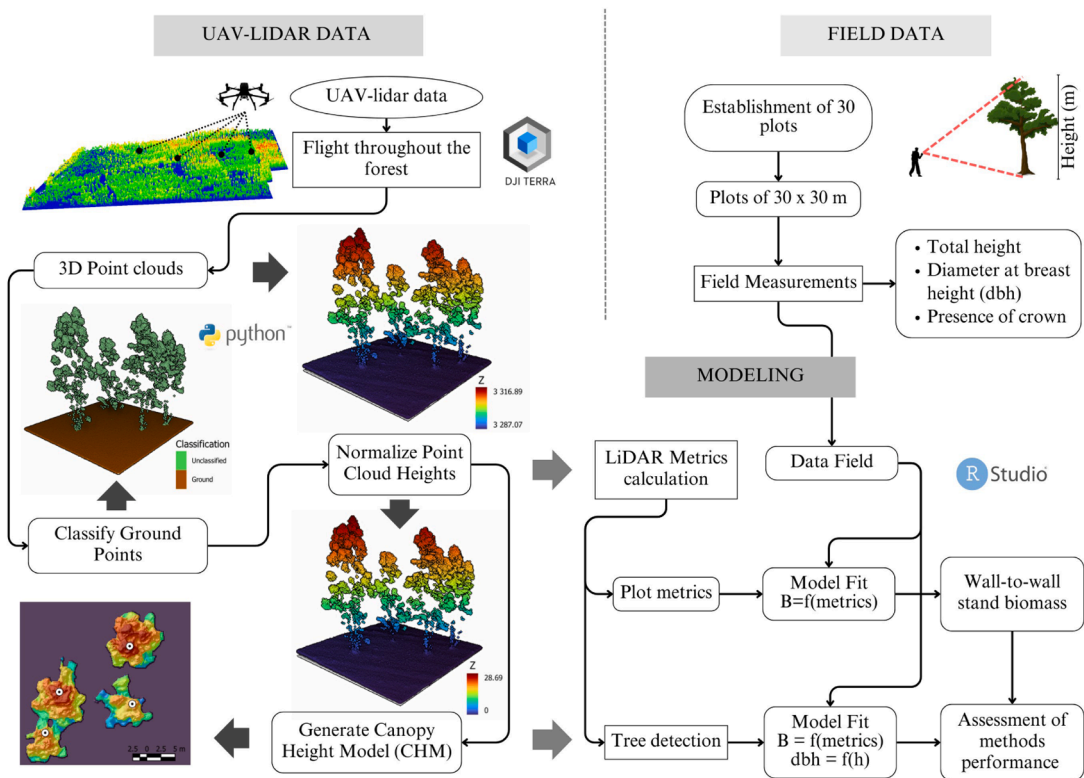 UAV-LIDAR DATA
UAV-lidar data
Flight throughout the
forest
DJI TERRA
3D Point clouds
python™
Z
3 316.89
3 287.07
Classification
Unclassified
Ground
Classify Ground
Points
Normalize Point
Cloud Heights
Z
28.69
0
Generate Canopy
Height Model (CHM)
2.5 0 2.5 5 m
FIELD DATA
Establishment of 30
plots
Height (m)
Plots of 30 x 30 m
Field Measurements
• Total height
• Diameter at breast
height (dbh)
• Presence of crown
MODELING
LiDAR Metrics
calculation
Data Field
R Studio
Plot metrics
Model Fit
B=f(metrics)
Wall-to-wall
stand biomass
Tree detection
Model Fit
B = f(metrics)
dbh = f(h)
Assessment of
methods
performance